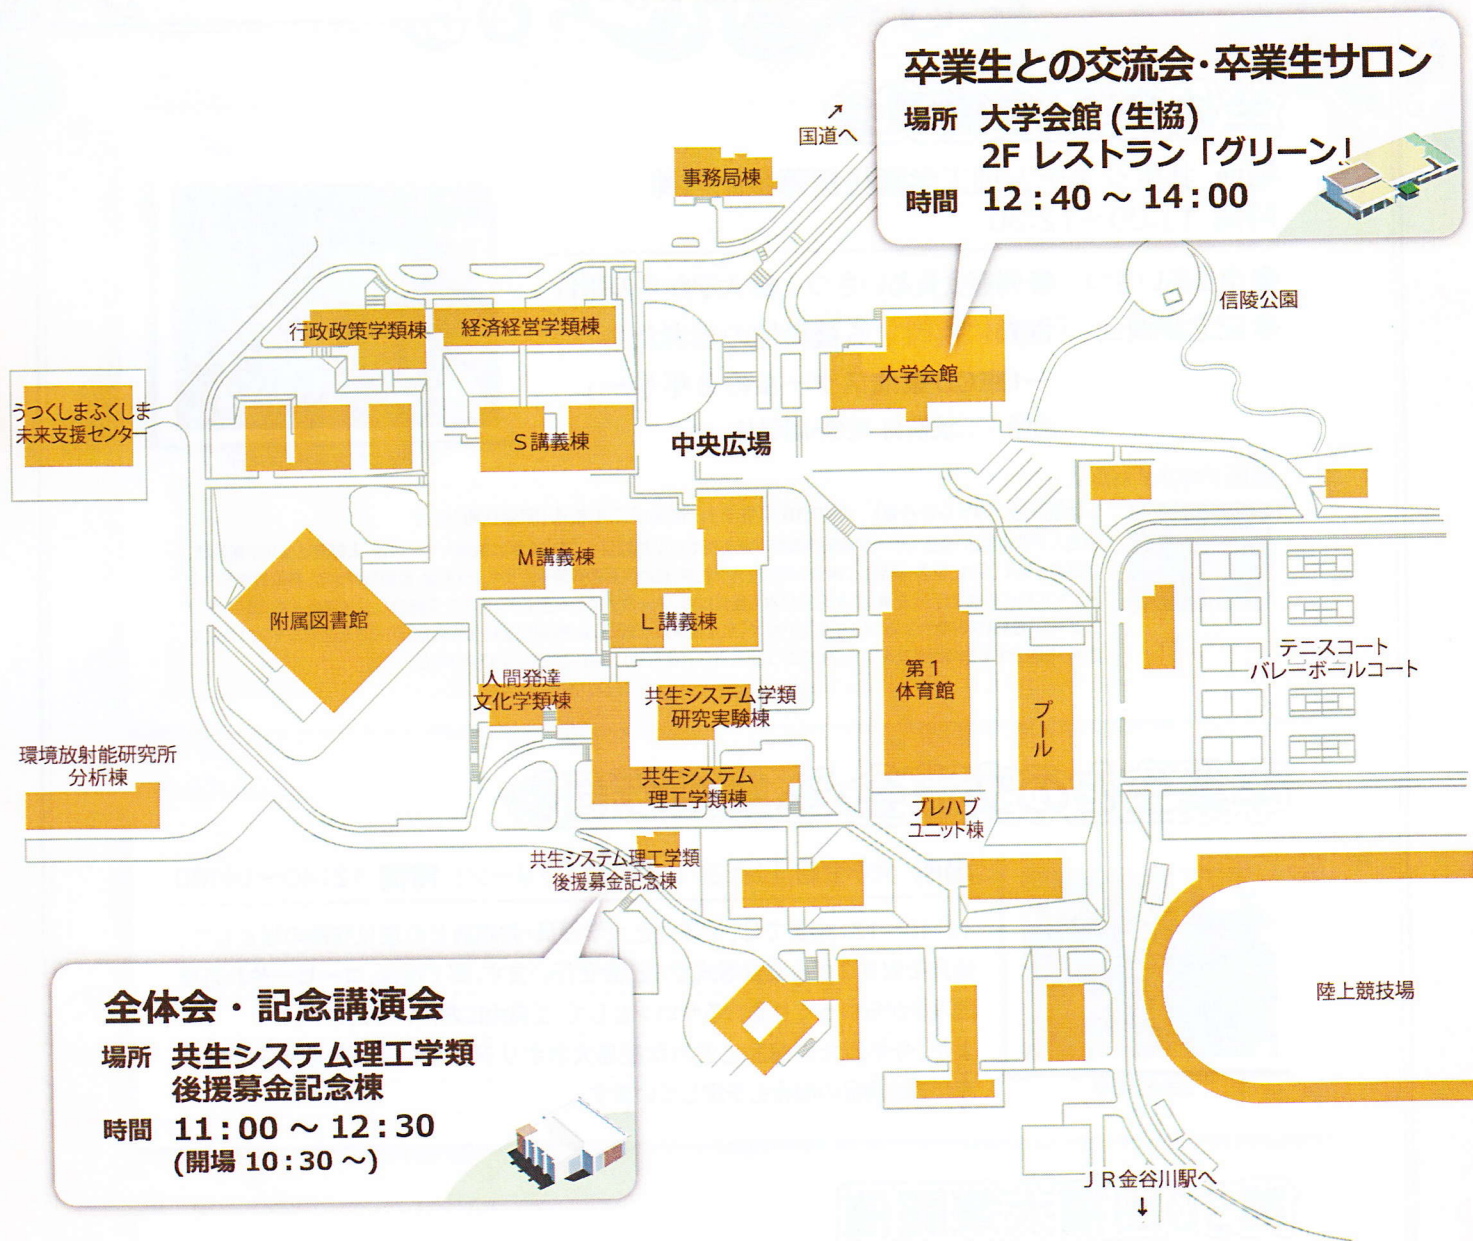 卒業生との交流会・卒業生サロン
場所 大学会館 (生協)
2F レストラン「グリーン」
時間 12：40 ～ 14：00
↗
国道へ
事務局棟
信陵公園
行政政策学類棟
経済経営学類棟
大学会館
うつくしまふくしま
未来支援センター
S講義棟
中央広場
M講義棟
附属図書館
L講義棟
テニスコート
バレーボールコート
第1
体育館
人間発達
文化学類棟
共生システム学類
研究実験棟
プール
環境放射能研究所
分析棟
共生システム
理工学類棟
プレハブ
ユニット棟
共生システム理工学類
後援募金記念棟
陸上競技場
全体会・記念講演会
場所 共生システム理工学類
後援募金記念棟
時間 11：00 ～ 12：30
(開場 10：30 ～)
JR金谷川駅へ
↓